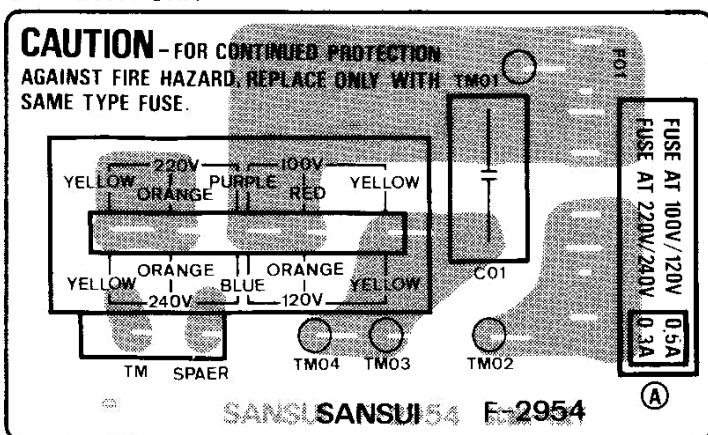 CAUTION - FOR CONTINUED PROTECTION
AGAINST FIRE HAZARD, REPLACE ONLY WITH
SAME TYPE FUSE.
TM01
F01
220V 100V
YELLOW ORANGE PURPLE RED YELLOW
YELLOW ORANGE BLUE ORANGE YELLOW
240V 120V
C01
FUSE AT 100V/120V 0.5A
FUSE AT 220V/240V 0.3A
A
TM SPAER TM04 TM03 TM02
SANSUI F-2954